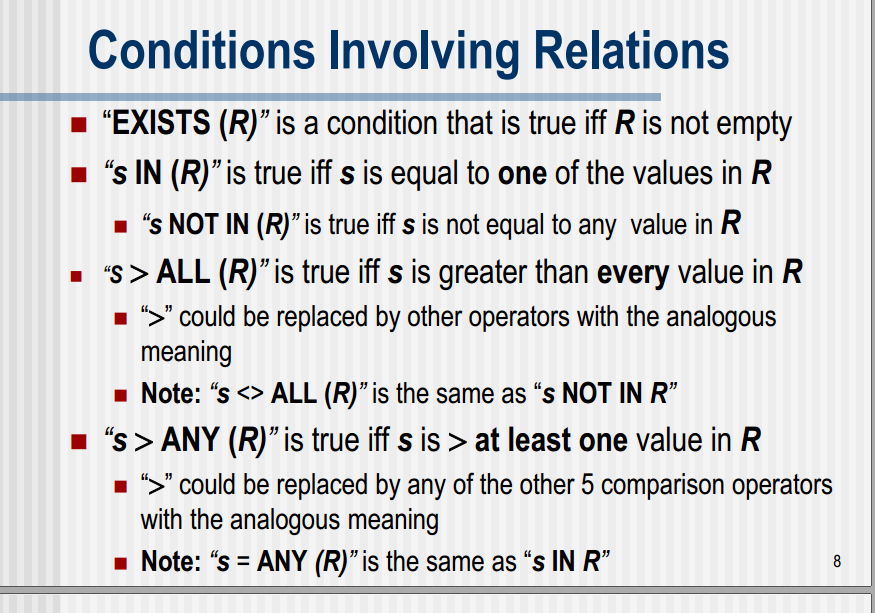 Conditions Involving Relations
“EXISTS (R)” is a condition that is true iff R is not empty
“s IN (R)” is true iff s is equal to one of the values in R
“s NOT IN (R)” is true iff s is not equal to any value in R
“s > ALL (R)” is true iff s is greater than every value in R
“>” could be replaced by other operators with the analogous
meaning
Note: “s <> ALL (R)” is the same as “s NOT IN R”
“s > ANY (R)” is true iff s is > at least one value in R
“>” could be replaced by any of the other 5 comparison operators
with the analogous meaning
Note: “s = ANY (R)” is the same as “s IN R”
8